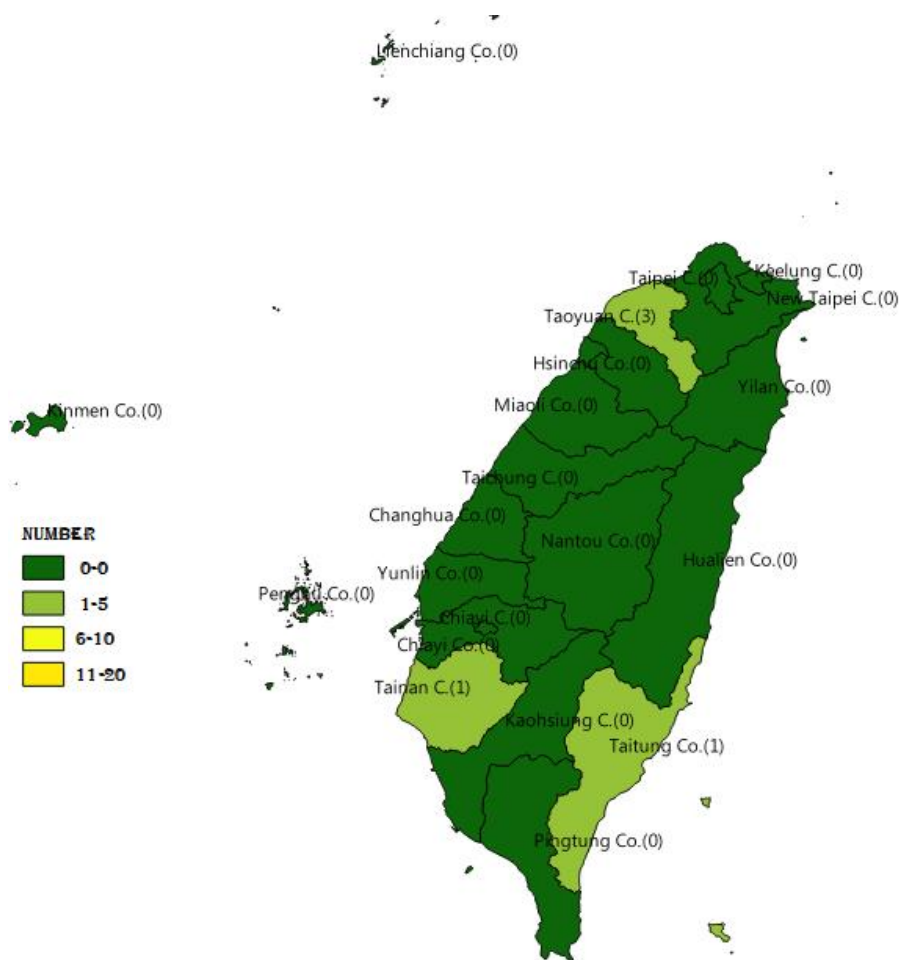 Lienchiang Co.(0)
Keelung C.(0)
Taipei C.(0)
New Taipei C.(0)
Taoyuan C.(3)
Hsinchu Co.(0)
Yilan Co.(0)
Miaoli Co.(0)
Kinmen Co.(0)
Taichung C.(0)
Changhua Co.(0)
Nantou Co.(0)
Hualien Co.(0)
Yunlin Co.(0)
Penghu Co.(0)
Chiayi C.(0)
Chiayi Co.(0)
Tainan C.(1)
Kaohsiung C.(0)
Taitung Co.(1)
Pingtung Co.(0)
NUMBER
0-0
1-5
6-10
11-20